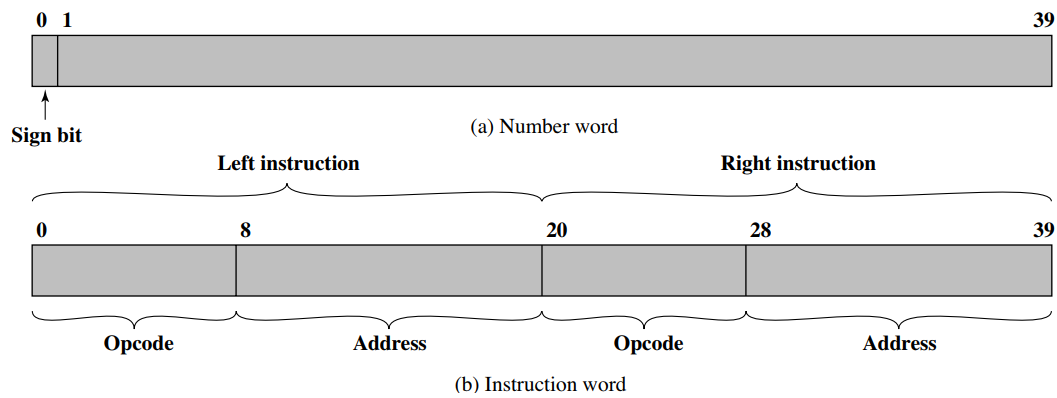 0 1 39
Sign bit
(a) Number word
Left instruction Right instruction
0 8 20 28 39
Opcode Address Opcode Address
(b) Instruction word